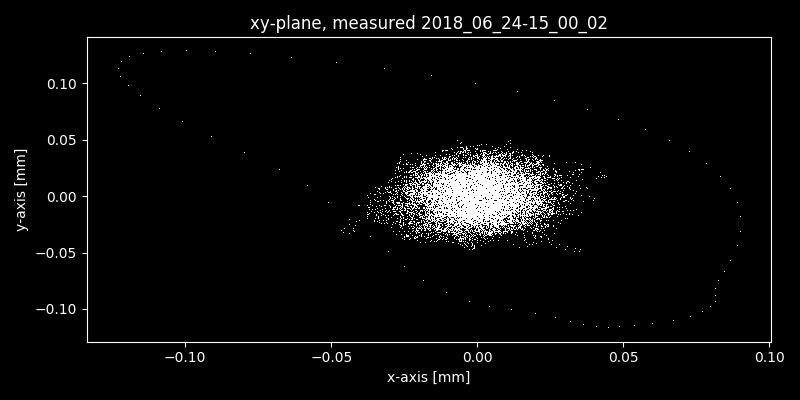 xy-plane, measured 2018_06_24-15_00_02
0.10
0.05
0.00
−0.05
−0.10
y-axis [mm]
−0.10 −0.05 0.00 0.05 0.10
x-axis [mm]